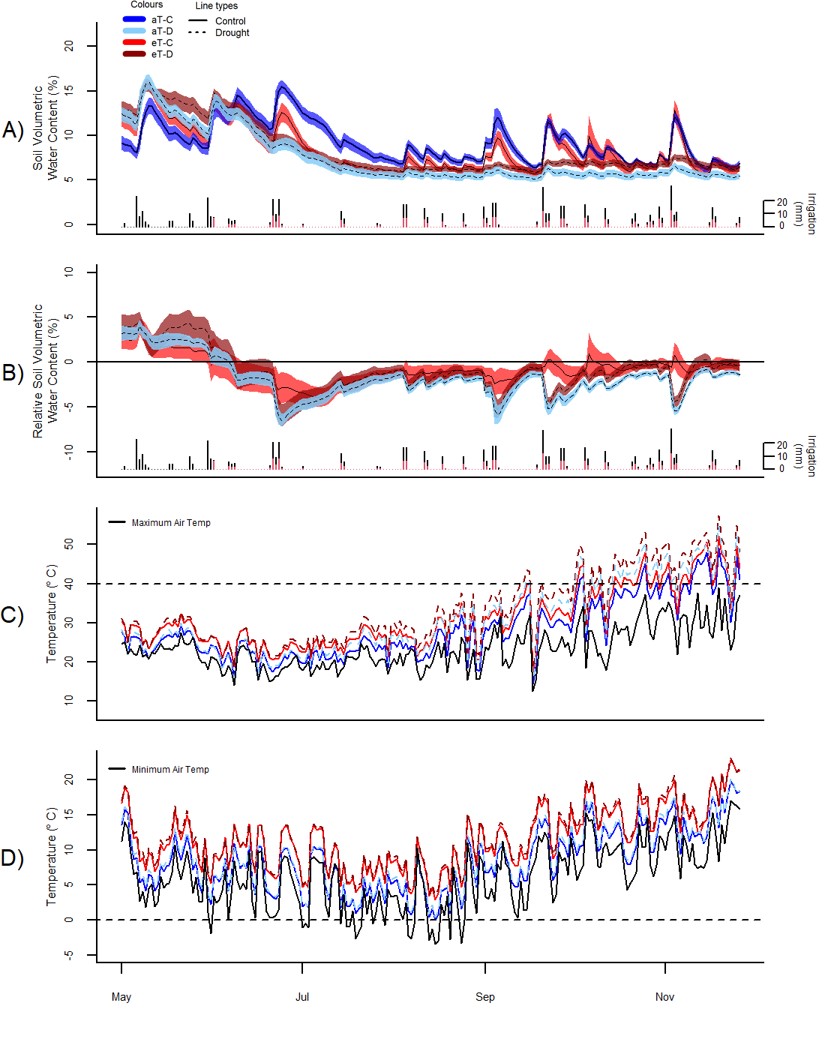 Colours
Line types
aT-C
aT-D
eT-C
eT-D
Control
Drought
A)
Soil Volumetric
Water Content (%)
20
15
10
5
0
20
10
0
Irrigation
(mm)
B)
Relative Soil Volumetric
Water Content (%)
10
5
0
-5
-10
20
10
0
Irrigation
(mm)
C)
Temperature (º C)
Maximum Air Temp
50
40
30
20
10
D)
Temperature (º C)
Minimum Air Temp
20
15
10
5
0
-5
May
Jul
Sep
Nov